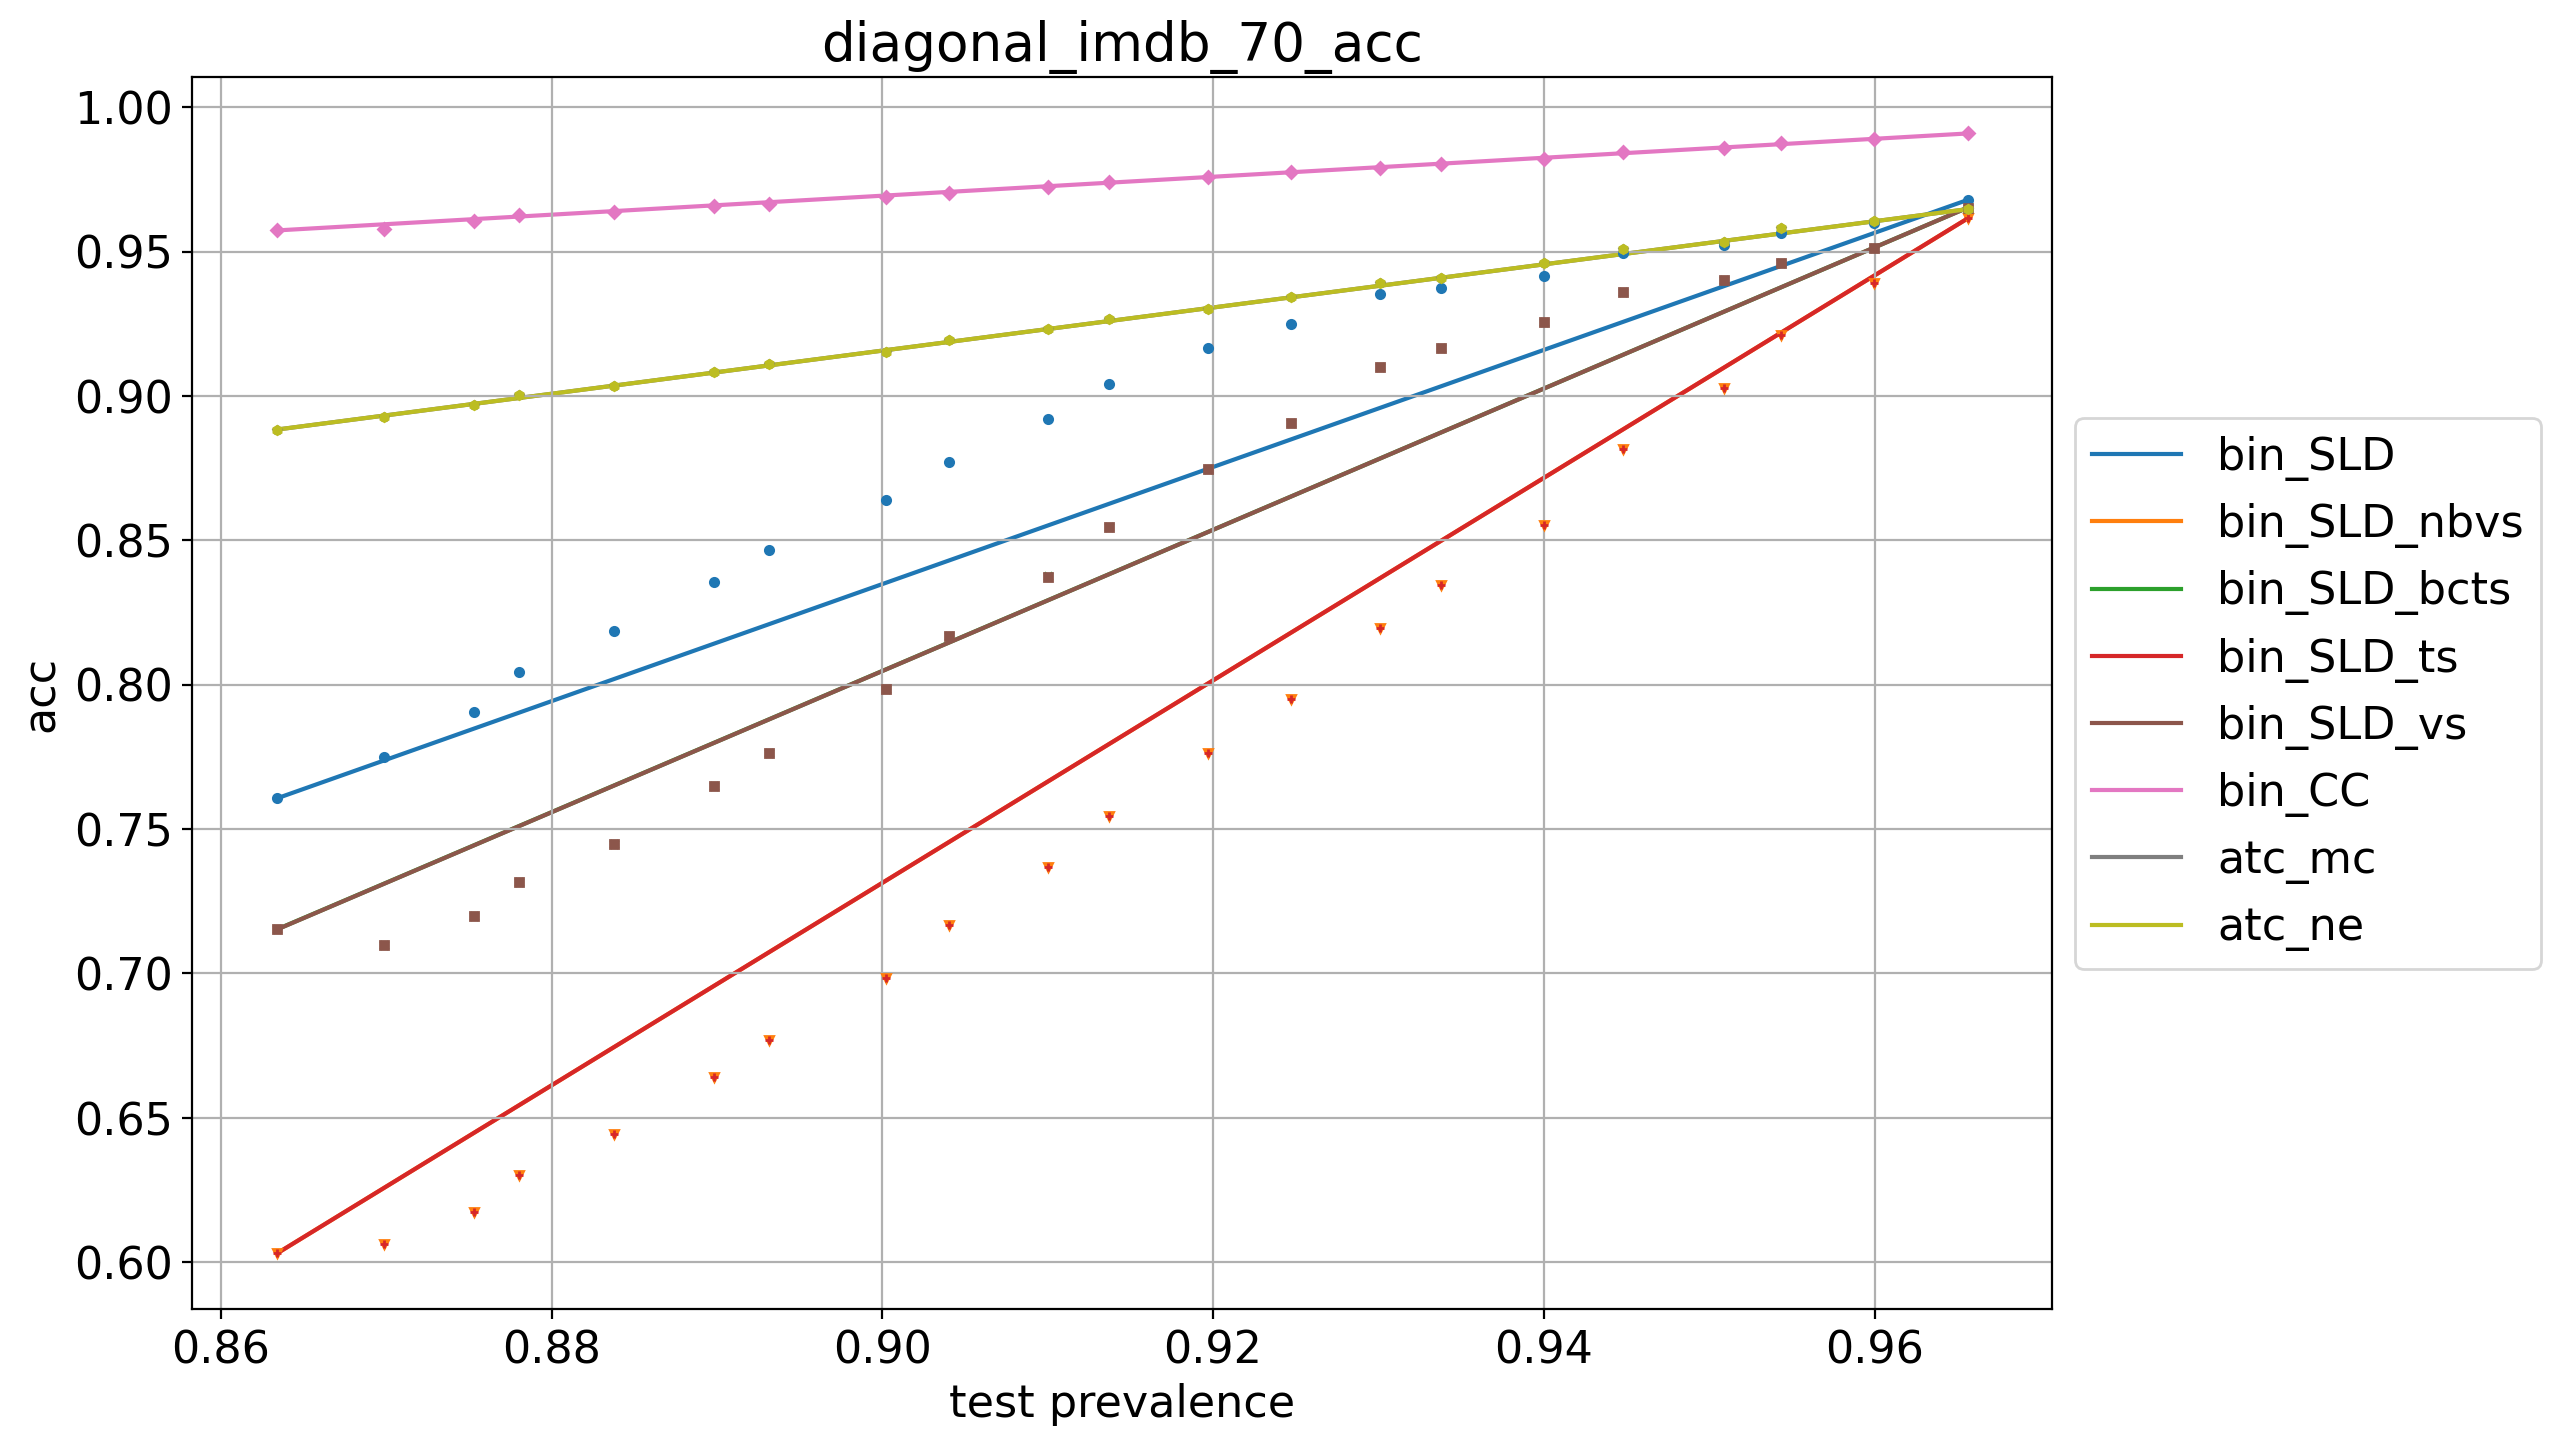 diagonal_imdb_70_acc
1.00
0.95
0.90
0.85
0.80
0.75
0.70
0.65
0.60
acc
0.86 0.88 0.90 0.92 0.94 0.96
test prevalence
bin_SLD
bin_SLD_nbvs
bin_SLD_bcts
bin_SLD_ts
bin_SLD_vs
bin_CC
atc_mc
atc_ne